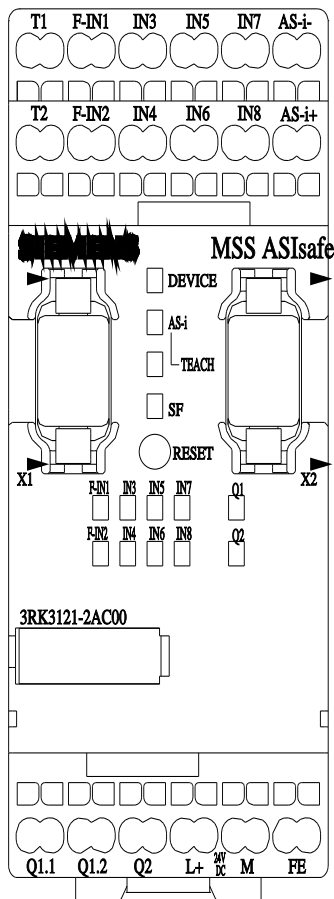 T1 F-IN1 IN3 IN5 IN7 AS-i-
T2 F-IN2 IN4 IN6 IN8 AS-i+
MSS ASIsafe
DEVICE
AS-i
TEACH
SF
RESET
X1 X2
F-IN1 IN3 IN5 IN7 Q1
F-IN2 IN4 IN6 IN8 Q2
3RK3121-2AC00
Q1.1 Q1.2 Q2 L+ 24V DC M FE